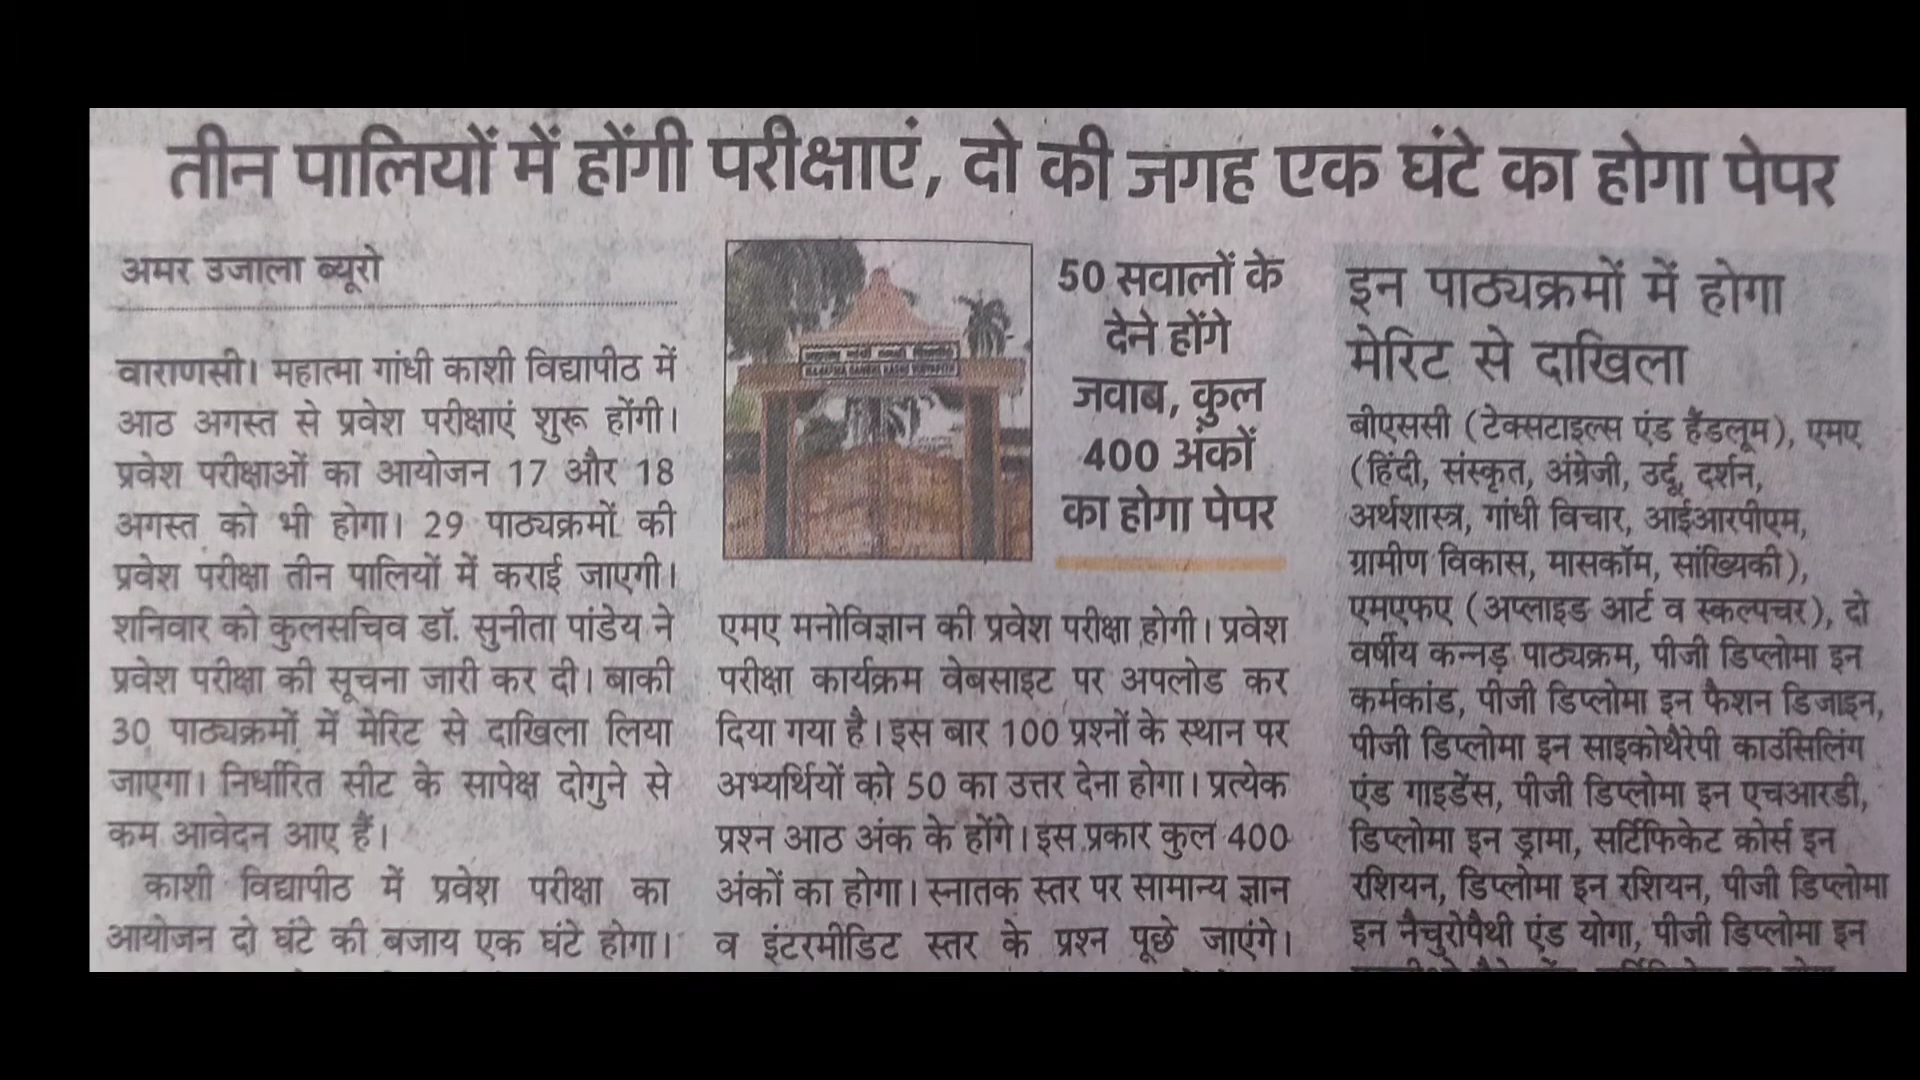 तीन पालियों में होंगी परीक्षाएं, दो की जगह एक घंटे का होगा पेपर
अमर उजाला ब्यूरो
वाराणसी। महात्मा गांधी काशी विद्यापीठ में
आठ अगस्त से प्रवेश परीक्षाएं शुरू होंगी।
प्रवेश परीक्षाओं का आयोजन 17 और 18
अगस्त को भी होगा। 29 पाठ्यक्रमों की
प्रवेश परीक्षा तीन पालियों में कराई जाएगी।
शनिवार को कुलसचिव डॉ. सुनीता पांडेय ने
प्रवेश परीक्षा की सूचना जारी कर दी। बाकी
30 पाठ्यक्रमों में मेरिट से दाखिला लिया
जाएगा। निर्धारित सीट के सापेक्ष दोगुने से
कम आवेदन आए हैं।
काशी विद्यापीठ में प्रवेश परीक्षा का
आयोजन दो घंटे की बजाय एक घंटे होगा।
50 सवालों के
देने होंगे
जवाब, कुल
400 अंकों
का होगा पेपर
एमए मनोविज्ञान की प्रवेश परीक्षा होगी। प्रवेश
परीक्षा कार्यक्रम वेबसाइट पर अपलोड कर
दिया गया है। इस बार 100 प्रश्नों के स्थान पर
अभ्यर्थियों को 50 का उत्तर देना होगा। प्रत्येक
प्रश्न आठ अंक के होंगे। इस प्रकार कुल 400
अंकों का होगा। स्नातक स्तर पर सामान्य ज्ञान
व इंटरमीडिट स्तर के प्रश्न पूछे जाएंगे।
इन पाठ्यक्रमों में होगा
मेरिट से दाखिला
बीएससी (टेक्सटाइल्स एंड हैंडलूम), एमए
(हिंदी, संस्कृत, अंग्रेजी, उर्दू, दर्शन,
अर्थशास्त्र, गांधी विचार, आईआरपीएम,
ग्रामीण विकास, मासकॉम, सांख्यिकी),
एमएफए (अप्लाइड आर्ट व स्कल्पचर), दो
वर्षीय कन्नड़ पाठ्यक्रम, पीजी डिप्लोमा इन
कर्मकांड, पीजी डिप्लोमा इन फैशन डिजाइन,
पीजी डिप्लोमा इन साइकोथैरेपी काउंसिलिंग
एंड गाइडेंस, पीजी डिप्लोमा इन एचआरडी,
डिप्लोमा इन ड्रामा, सर्टिफिकेट कोर्स इन
रशियन, डिप्लोमा इन रशियन, पीजी डिप्लोमा
इन नैचुरोपैथी एंड योगा, पीजी डिप्लोमा इन